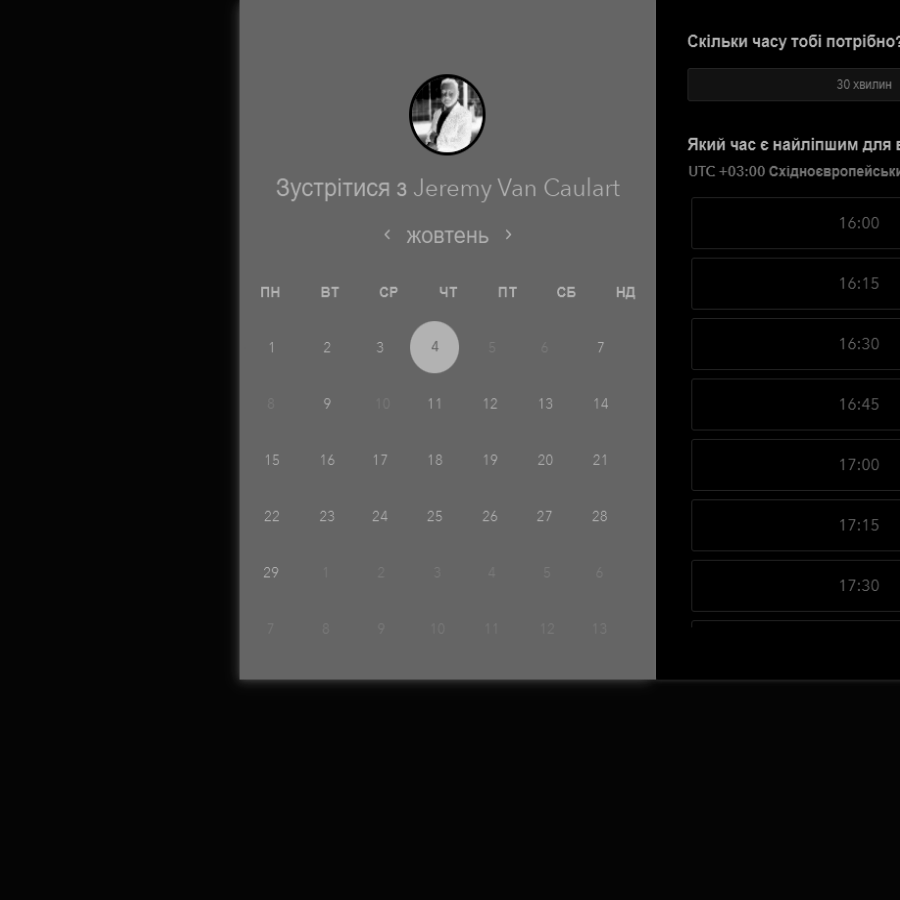 Зустрітися з Jeremy Van Caulart
жовтень
ПН ВТ СР ЧТ ПТ СБ НД
1 2 3 4 5 6 7
8 9 10 11 12 13 14
15 16 17 18 19 20 21
22 23 24 25 26 27 28
29 1 2 3 4 5 6
7 8 9 10 11 12 13
Скільки часу тобі потрібно?
30 хвилин
Який час є найліпшим для
UTC +03:00
16:00
16:15
16:30
16:45
17:00
17:15
17:30